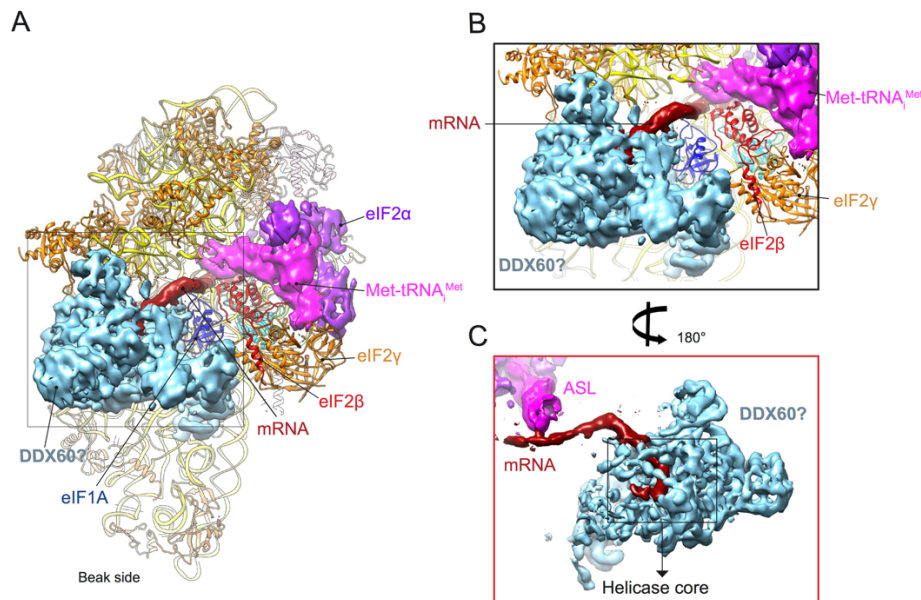 A
eIF2α
Met-tRNAiMet
DDX60?
eIF2γ
eIF2β
mRNA
eIF1A
Beak side
B
mRNA
Met-tRNAiMet
eIF2γ
eIF2β
DDX60?
180°
C
ASL
DDX60?
mRNA
Helicase core